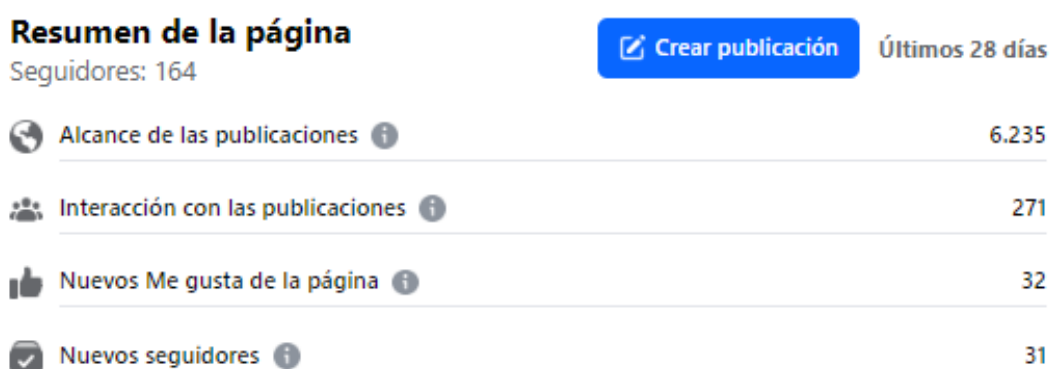 Resumen de la página
Seguidores: 164
Crear publicación
Últimos 28 días
Alcance de las publicaciones 6.235
Interacción con las publicaciones 271
Nuevos Me gusta de la página 32
Nuevos seguidores 31